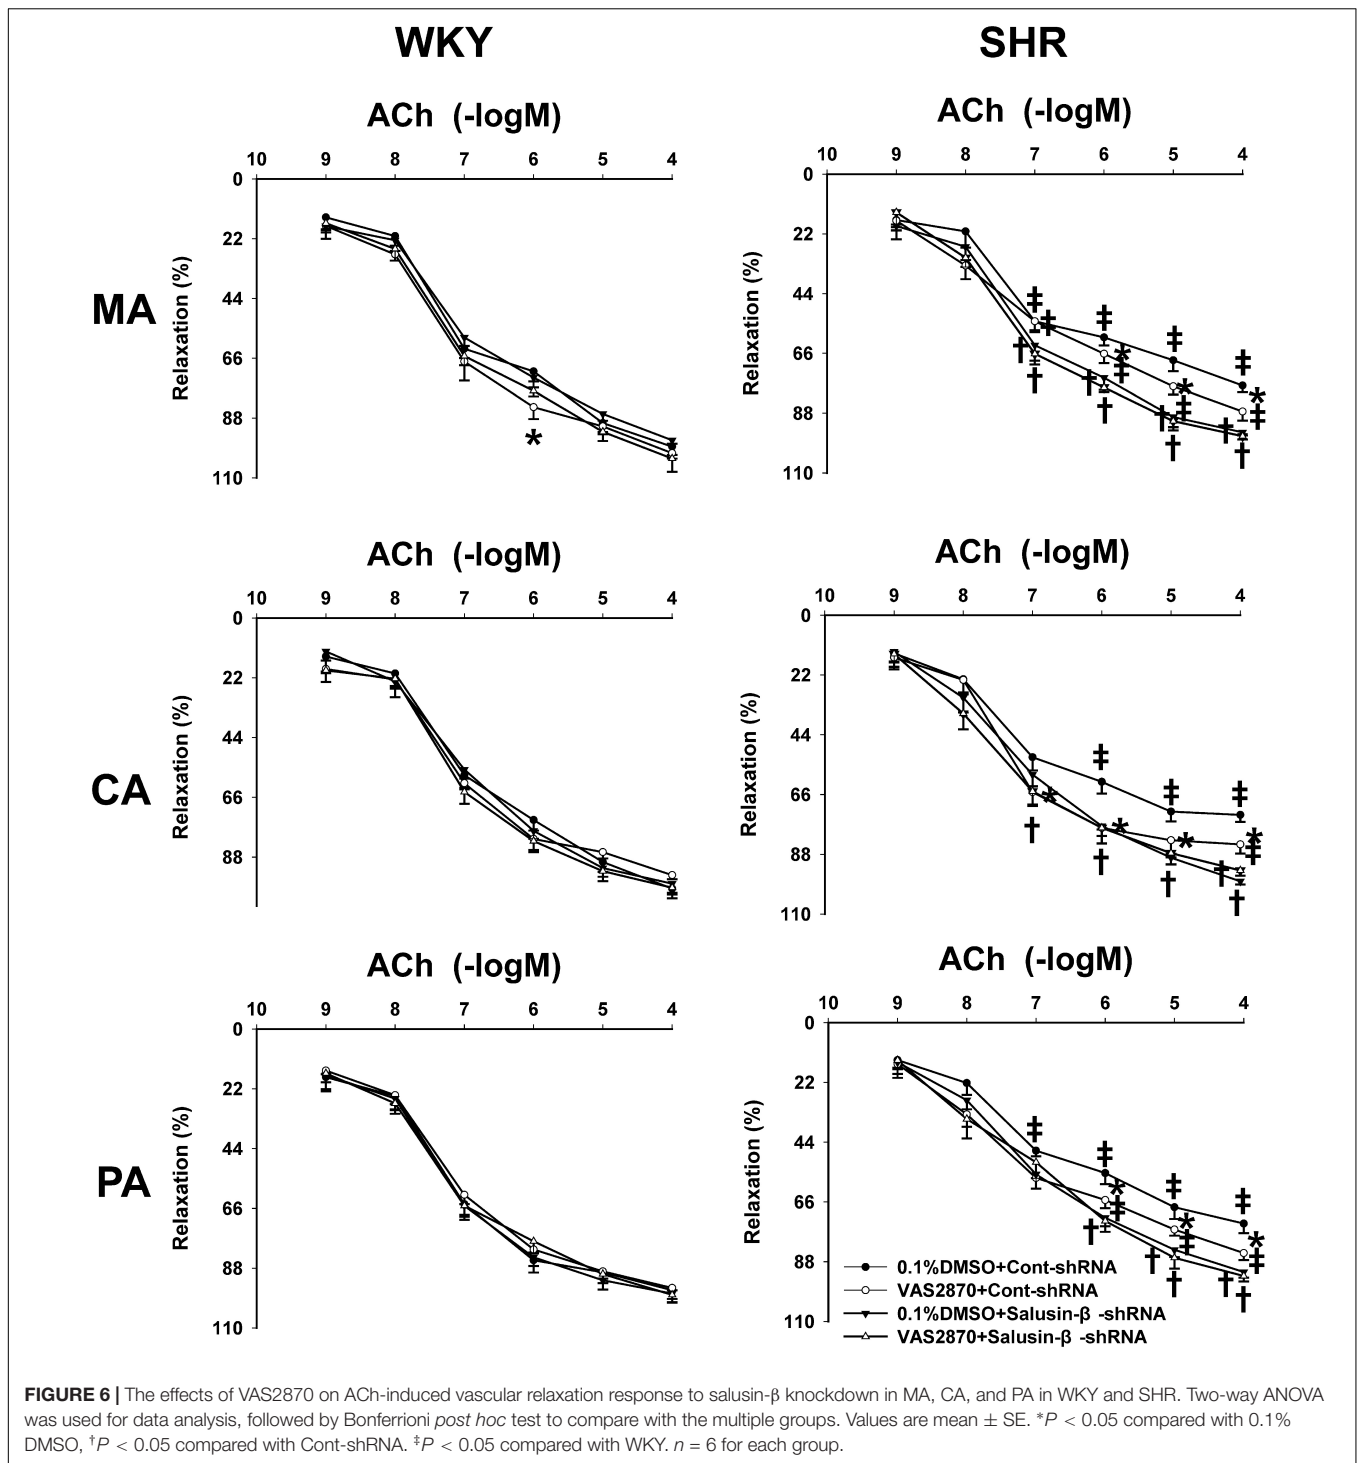 WKY
SHR
ACh (-logM)
ACh (-logM)
10 9 8 7 6 5 4
10 9 8 7 6 5 4
0
22
44
66
88
110
Relaxation (%)
MA
*
0
22
44
66
88
110
Relaxation (%)
‡ ‡ ‡ ‡ ‡
* ‡ * ‡ * ‡
† † † † † † † †
ACh (-logM)
ACh (-logM)
10 9 8 7 6 5 4
10 9 8 7 6 5 4
0
22
44
66
88
Relaxation (%)
CA
0
22
44
66
88
110
Relaxation (%)
‡ ‡ ‡
* * * * ‡
† † † † †
ACh (-logM)
ACh (-logM)
10 9 8 7 6 5 4
10 9 8 7 6 5 4
0
22
44
66
88
110
Relaxation (%)
PA
0
22
44
66
88
110
Relaxation (%)
‡ ‡ ‡ ‡
* ‡ * ‡ * ‡
† † † † †
0.1%DMSO+Cont-shRNA
VAS2870+Cont-shRNA
0.1%DMSO+Salusin-β -shRNA
VAS2870+Salusin-β -shRNA
FIGURE 6 | The effects of VAS2870 on ACh-induced vascular relaxation response to salusin-β knockdown in MA, CA, and PA in WKY and SHR. Two-way ANOVA
was used for data analysis, followed by Bonferrioni post hoc test to compare with the multiple groups. Values are mean ± SE. *P < 0.05 compared with 0.1%
DMSO, †P < 0.05 compared with Cont-shRNA. ‡P < 0.05 compared with WKY. n = 6 for each group.